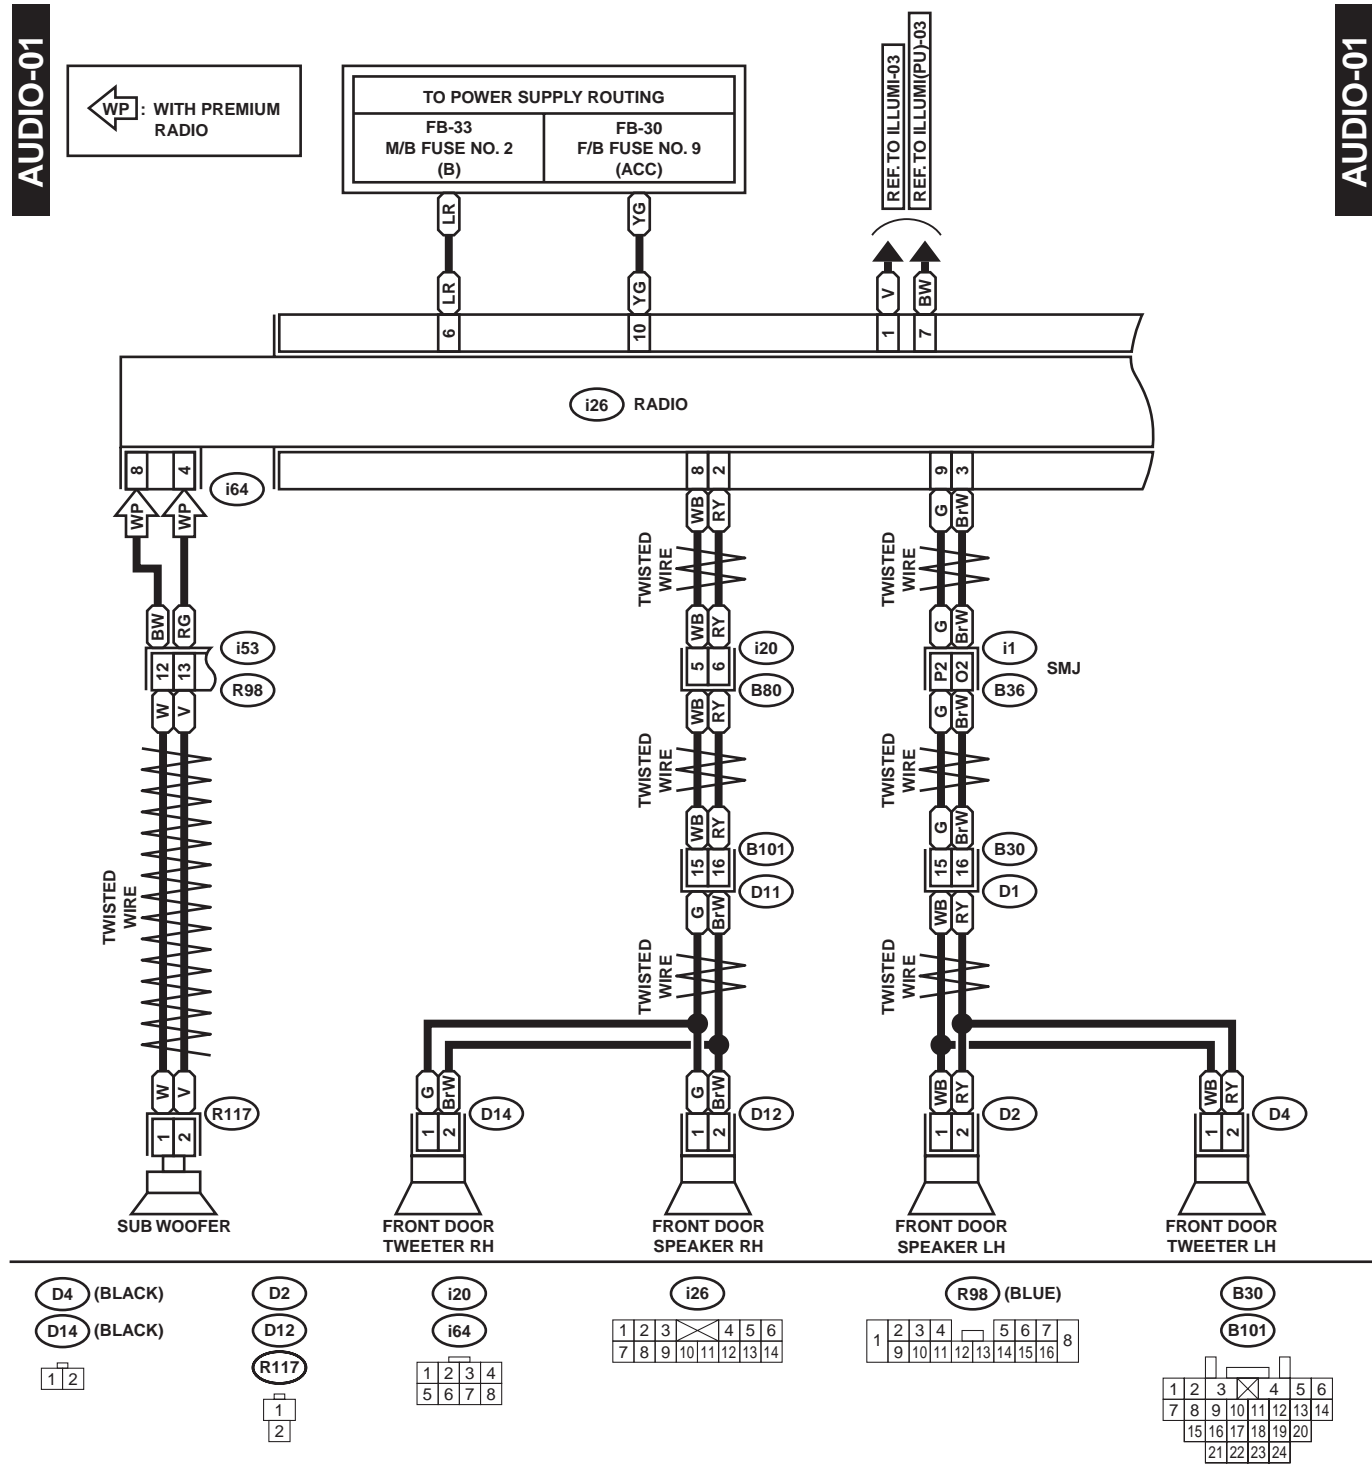 AUDIO-01
AUDIO-01
WP : WITH PREMIUM
RADIO
TO POWER SUPPLY ROUTING
FB-33
M/B FUSE NO. 2
(B)
FB-30
F/B FUSE NO. 9
(ACC)
REF. TO ILLUMI-03
REF. TO ILLUMI(PU)-03
LR YG
LR YG V BW
6 10 1 7
i26 RADIO
8 4 i64 8 2 9 3
WP WP WB RY G BrW
TWISTED
WIRE
TWISTED
WIRE
BW RG WB RY G BrW
i53 i20 i1
12 13 5 6 P2 O2 SMJ
R98 B80 B36
W V WB RY G BrW
TWISTED
WIRE
TWISTED
WIRE
WB RY G BrW
B101 B30
15 16 15 16
D11 D1
G BrW WB RY
TWISTED
WIRE
TWISTED
WIRE
TWISTED
WIRE
W V G BrW G BrW WB RY WB RY
R117 D14 D12 D2 D4
1 2 1 2 1 2 1 2 1 2
SUB WOOFER
FRONT DOOR
TWEETER RH
FRONT DOOR
SPEAKER RH
FRONT DOOR
SPEAKER LH
FRONT DOOR
TWEETER LH
D4 (BLACK)
D14 (BLACK)
1 2
D2
D12
R117
1
2
i20
i64
1 2 3 4
5 6 7 8
i26
1 2 3 4 5 6
7 8 9 10 11 12 13 14
R98 (BLUE)
1 2 3 4 5 6 7 8
9 10 11 12 13 14 15 16
B30
B101
1 2 3 4 5 6
7 8 9 10 11 12 13 14
15 16 17 18 19 20
21 22 23 24